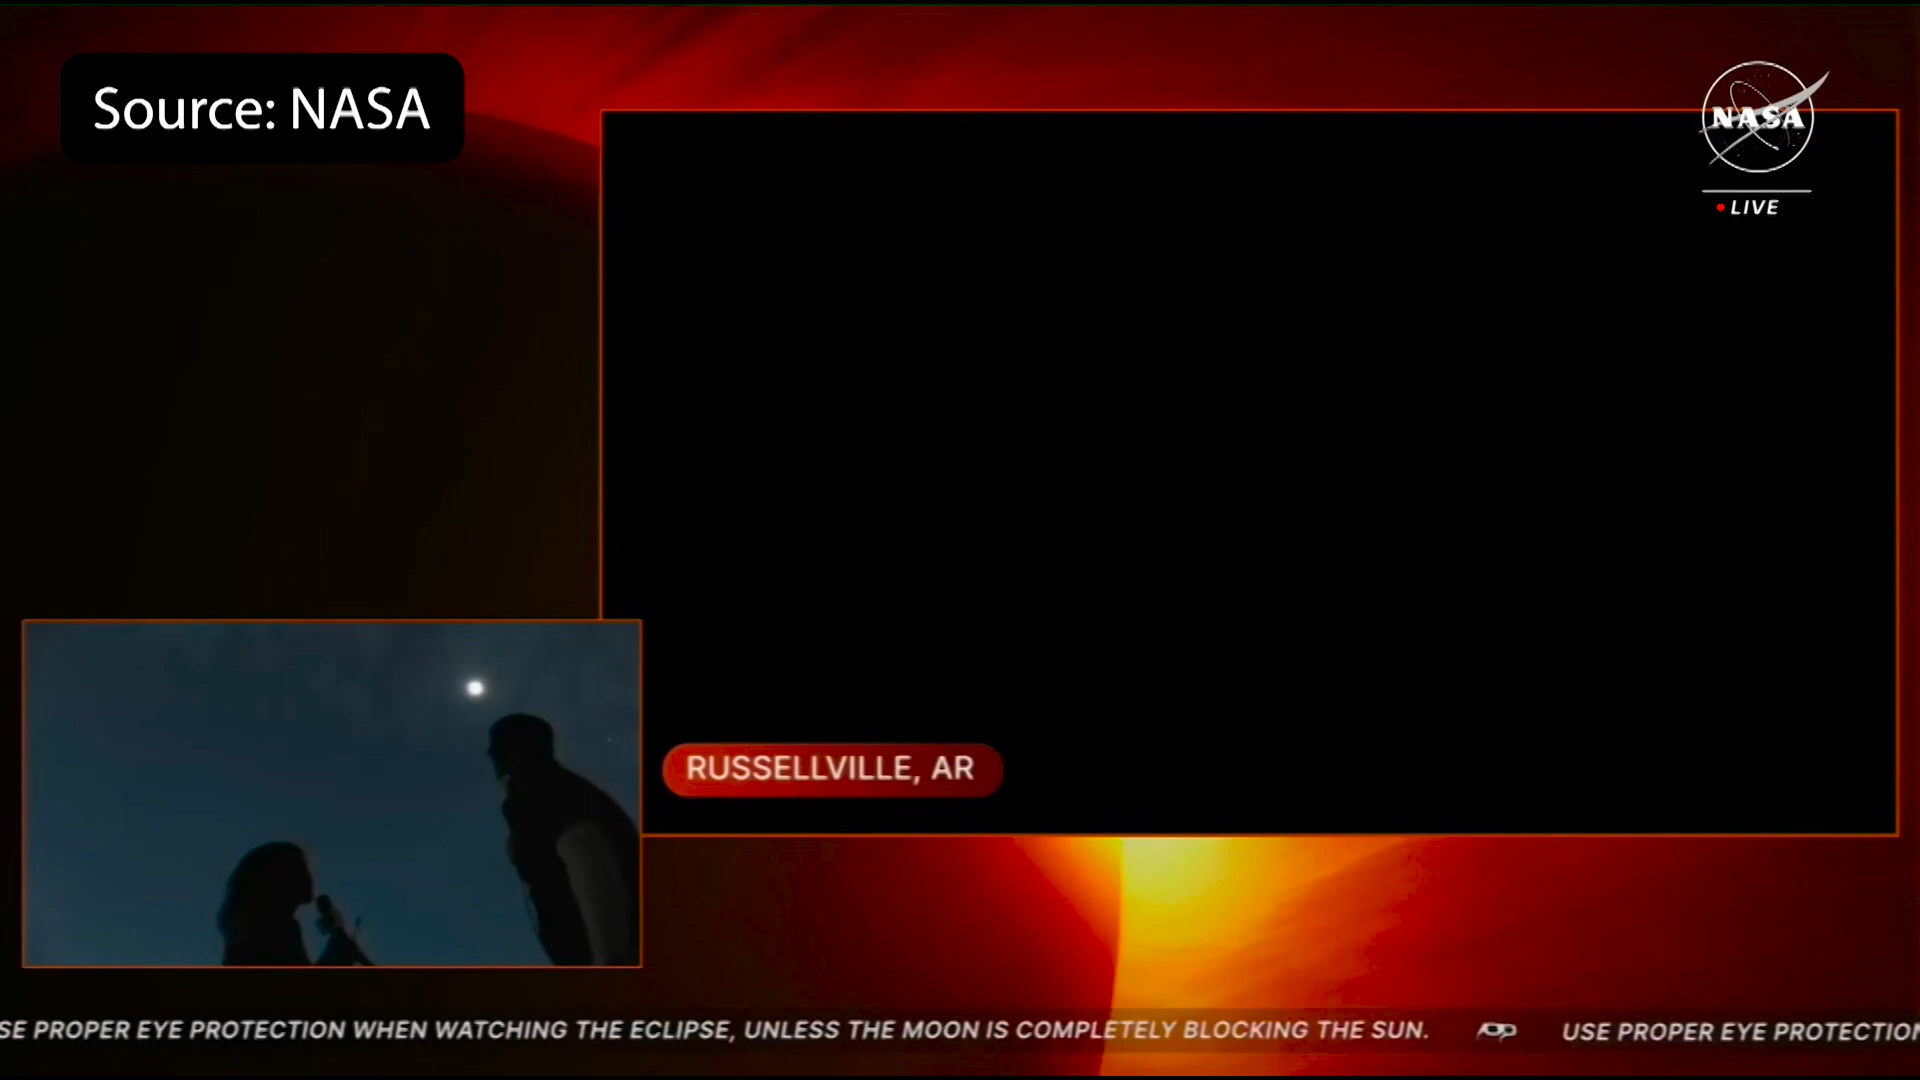 Source: NASA
NASA
LIVE
RUSSELLVILLE, AR
SE PROPER EYE PROTECTION WHEN WATCHING THE ECLIPSE, UNLESS THE MOON IS COMPLETELY BLOCKING THE SUN. USE PROPER EYE PROTECTION